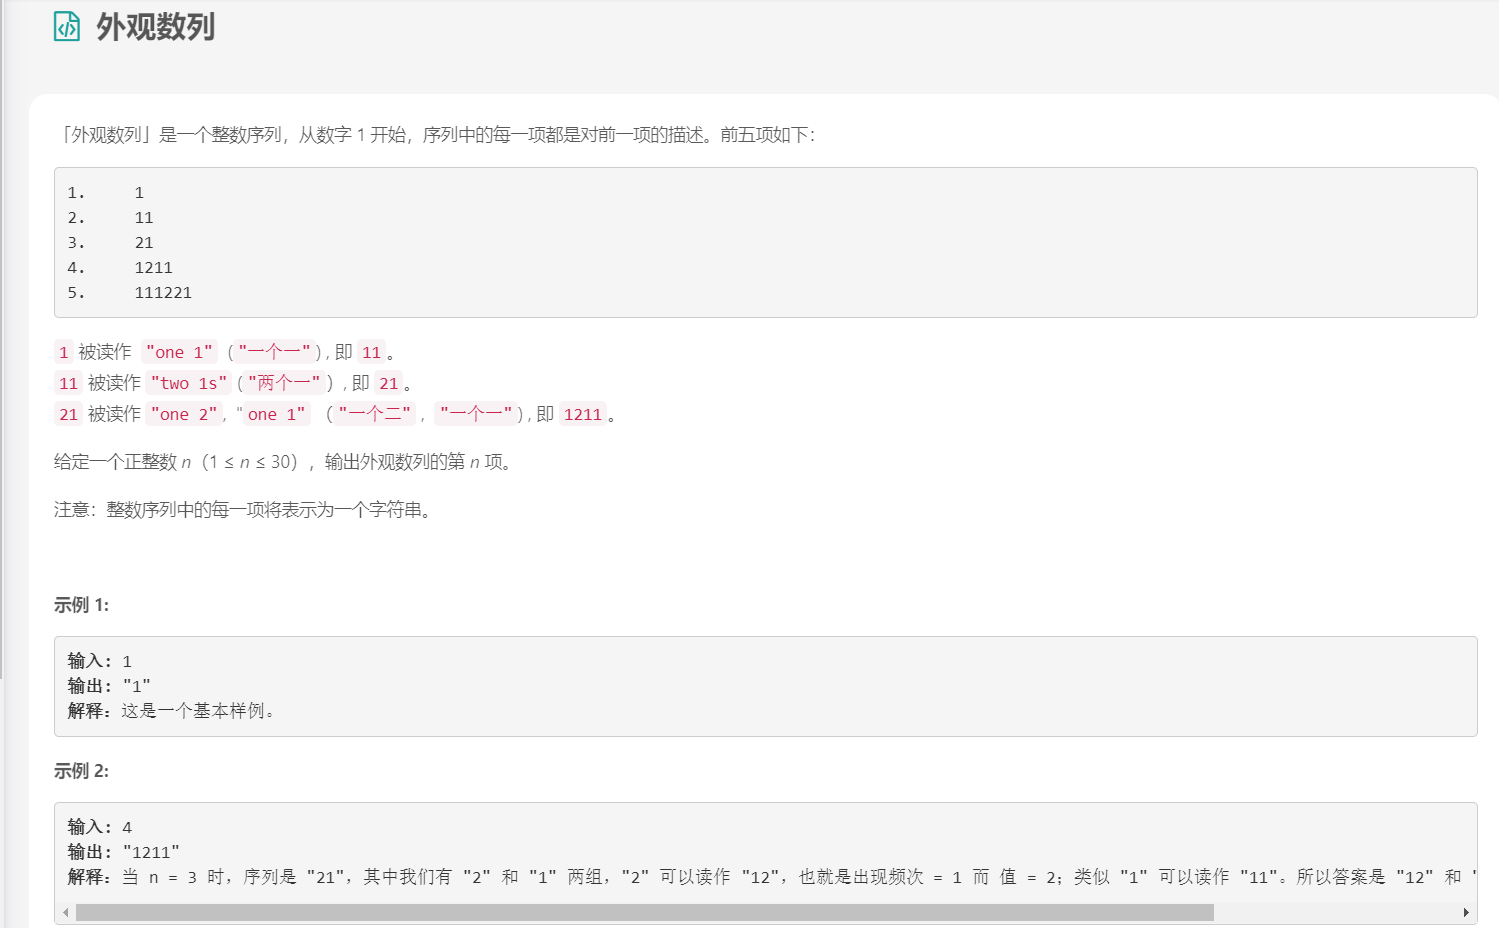 外观数列
「外观数列」是一个整数序列，从数字 1 开始，序列中的每一项都是对前一项的描述。前五项如下：
1. 1
2. 11
3. 21
4. 1211
5. 111221
1 被读作 "one 1" ("一个一") , 即 11 。
11 被读作 "two 1s" ("两个一"）, 即 21 。
21 被读作 "one 2", "one 1" （"一个二" , "一个一") , 即 1211 。
给定一个正整数 n（1 ≤ n ≤ 30），输出外观数列的第 n 项。
注意：整数序列中的每一项将表示为一个字符串。
示例 1:
输入: 1
输出: "1"
解释：这是一个基本样例。
示例 2:
输入: 4
输出: "1211"
解释：当 n = 3 时，序列是 "21"，其中我们有 "2" 和 "1" 两组，"2" 可以读作 "12"，也就是出现频次 = 1 而 值 = 2；类似 "1" 可以读作 "11"。所以答案是 "12" 和 "